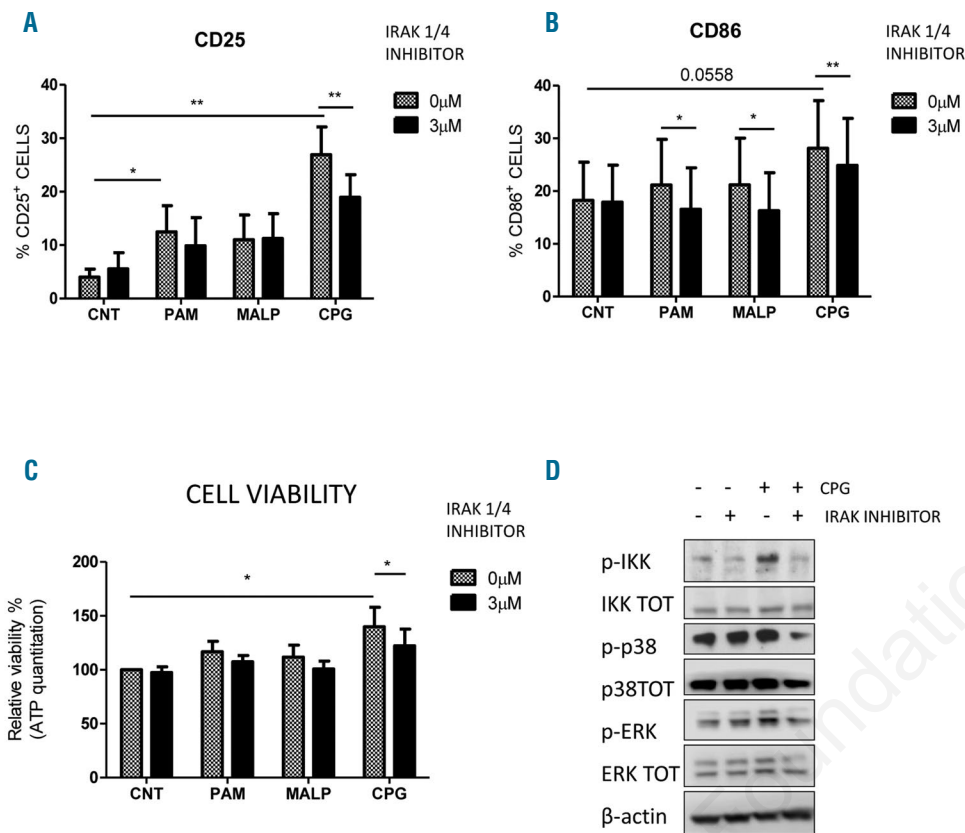 A
CD25
IRAK 1/4
INHIBITOR
0μM
3μM
% CD25+ CELLS
40
30
20
10
0
**
**
*
CNT PAM MALP CPG
B
CD86
IRAK 1/4
INHIBITOR
0μM
3μM
% CD86+ CELLS
40
30
20
10
0
0.0558
**
*
*
CNT PAM MALP CPG
C
CELL VIABILITY
IRAK 1/4
INHIBITOR
0μM
3μM
Relative viability %
(ATP quantitation)
200
150
100
50
0
*
*
CNT PAM MALP CPG
D
- - + + CPG
- + - + IRAK INHIBITOR
p-IKK
IKK TOT
p-p38
p38TOT
p-ERK
ERK TOT
β-actin